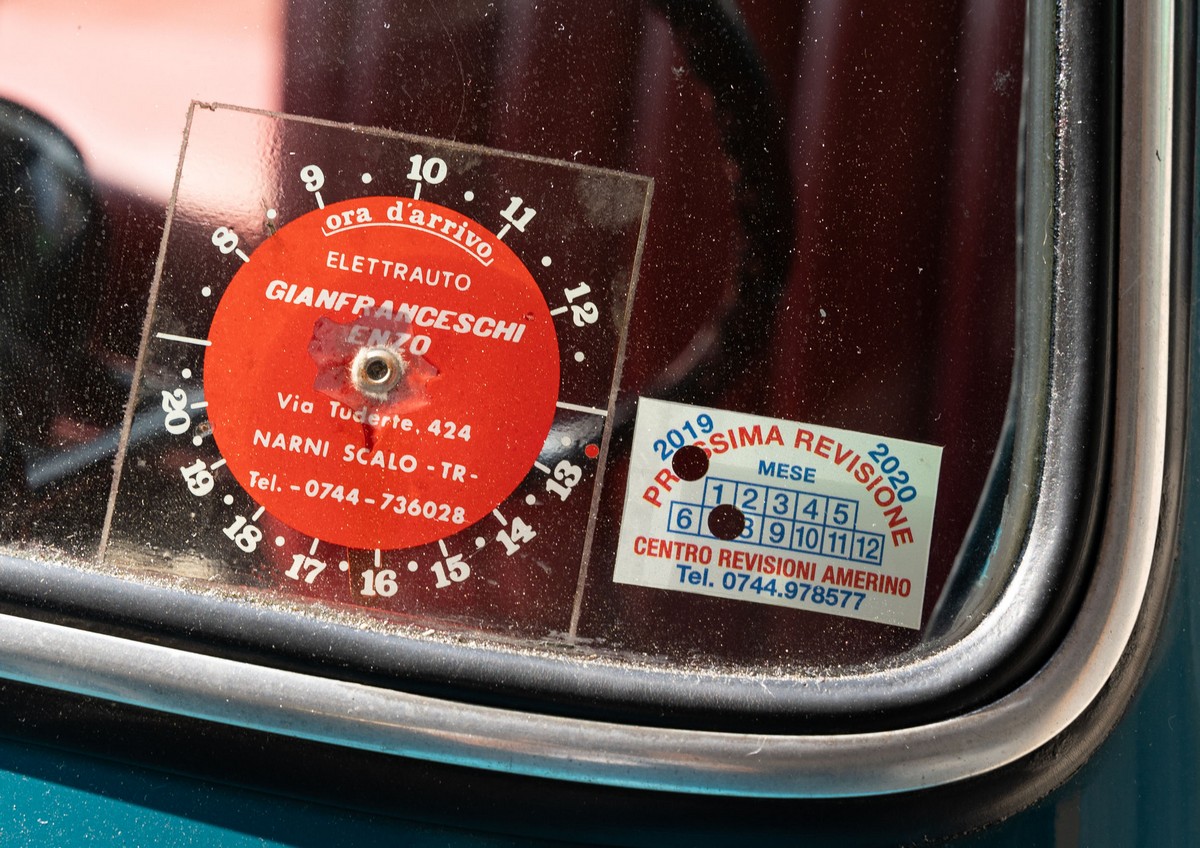 8 9 10 11 12 13 14 15 16 17 18 19 20
ora d'arrivo
ELETTRAUTO
GIANFRANCESCHI
ENZO
Via Tuderte, 424
NARNI SCALO - TR -
Tel. - 0744 - 736028
2019 2020
REVISIONE
MESE
1 2 3 4 5
6 8 9 10 11 12
CENTRO REVISIONI AMERINO
Tel. 0744.978577